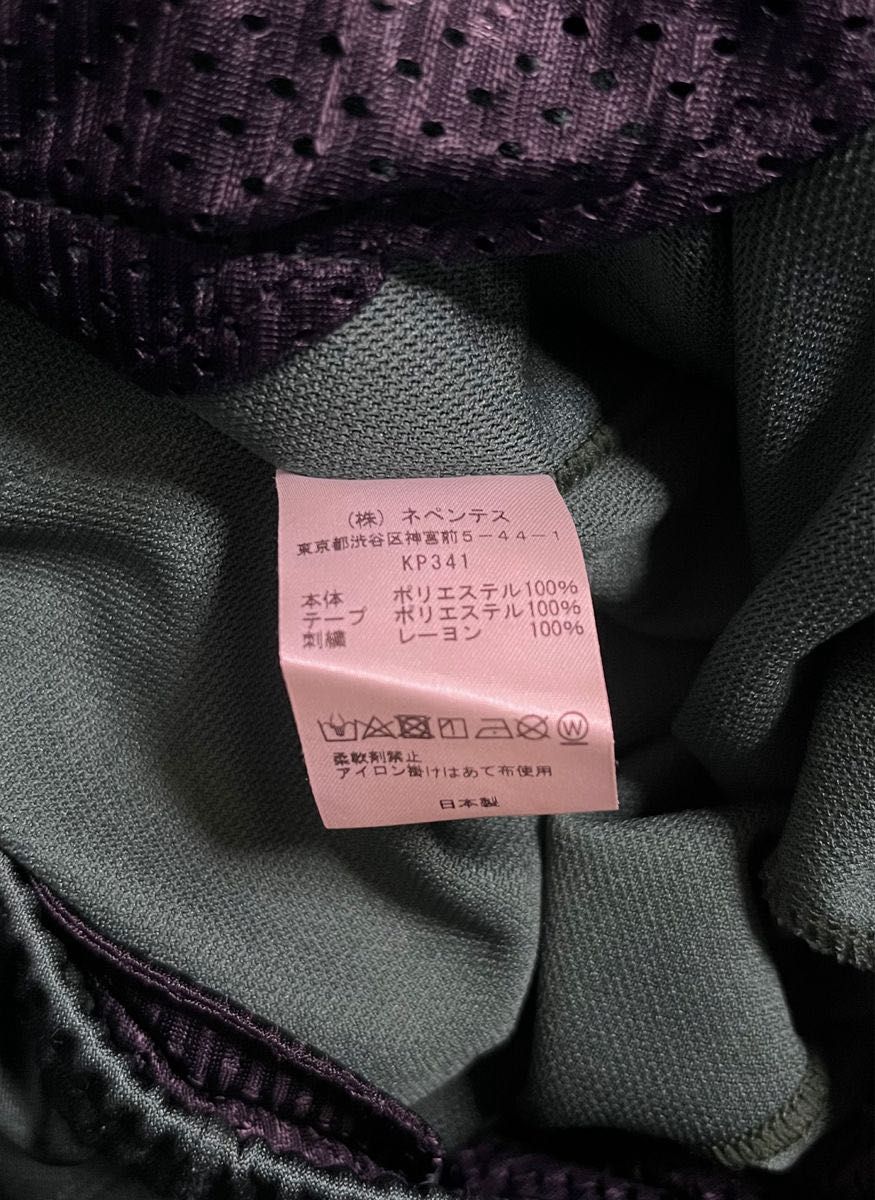 (株) ネペンテス
東京都渋谷区神宮前5-44-1
KP341
本体 ポリエステル100%
テープ ポリエステル100%
刺繍 レーヨン 100%
W
柔軟剤禁止
アイロン掛けはあて布使用
日本製